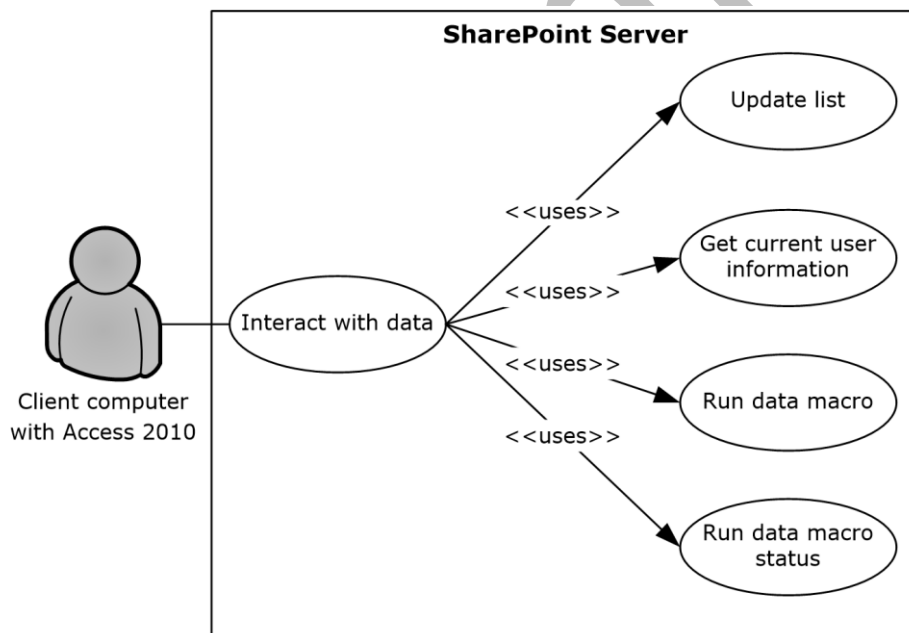 SharePoint Server
Update list
<<uses>>
Get current user
information
<<uses>>
Interact with data
<<uses>>
Client computer
with Access 2010
Run data macro
<<uses>>
Run data macro
status